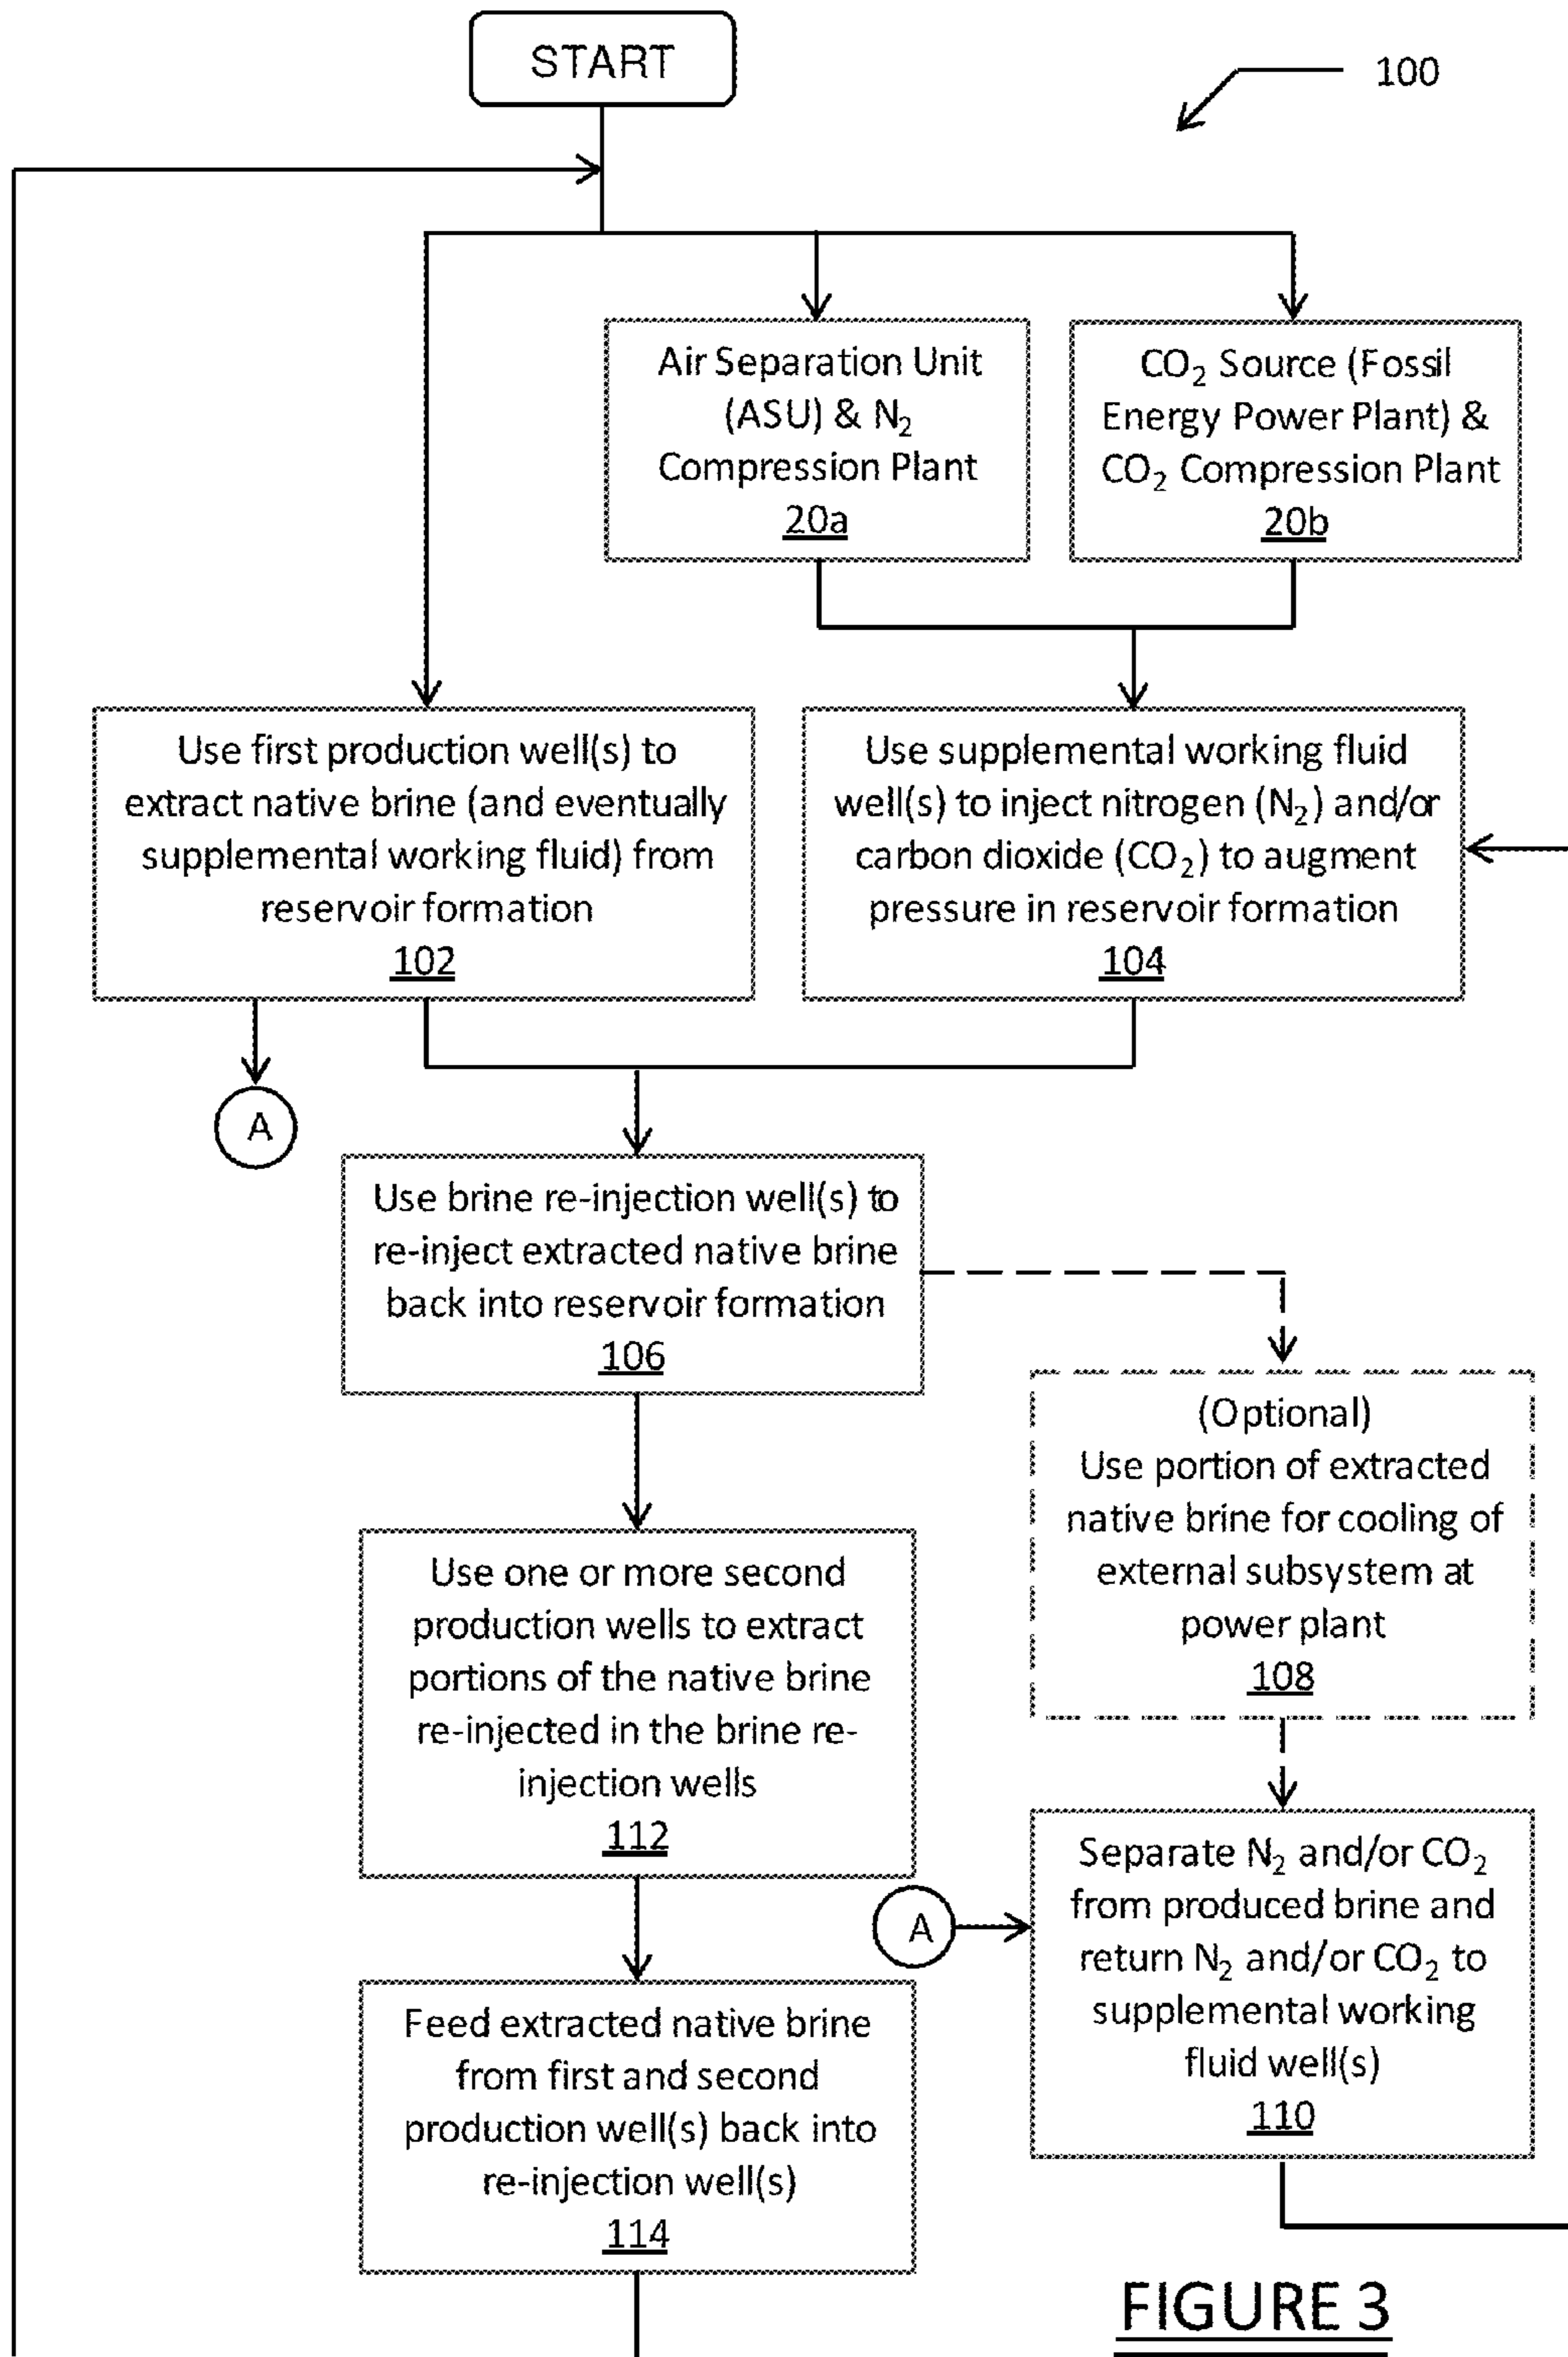 START
100
Air Separation Unit
(ASU) & N₂
Compression Plant
20a
CO₂ Source (Fossil
Energy Power Plant) &
CO₂ Compression Plant
20b
Use first production well(s) to
extract native brine (and eventually
supplemental working fluid) from
reservoir formation
102
Use supplemental working fluid
well(s) to inject nitrogen (N₂) and/or
carbon dioxide (CO₂) to augment
pressure in reservoir formation
104
A
Use brine re-injection well(s) to
re-inject extracted native brine
back into reservoir formation
106
(Optional)
Use portion of extracted
native brine for cooling of
external subsystem at
power plant
108
Use one or more second
production wells to extract
portions of the native brine
re-injected in the brine re-
injection wells
112
A
Separate N₂ and/or CO₂
from produced brine and
return N₂ and/or CO₂ to
supplemental working
fluid well(s)
110
Feed extracted native brine
from first and second
production well(s) back into
re-injection well(s)
114
FIGURE 3